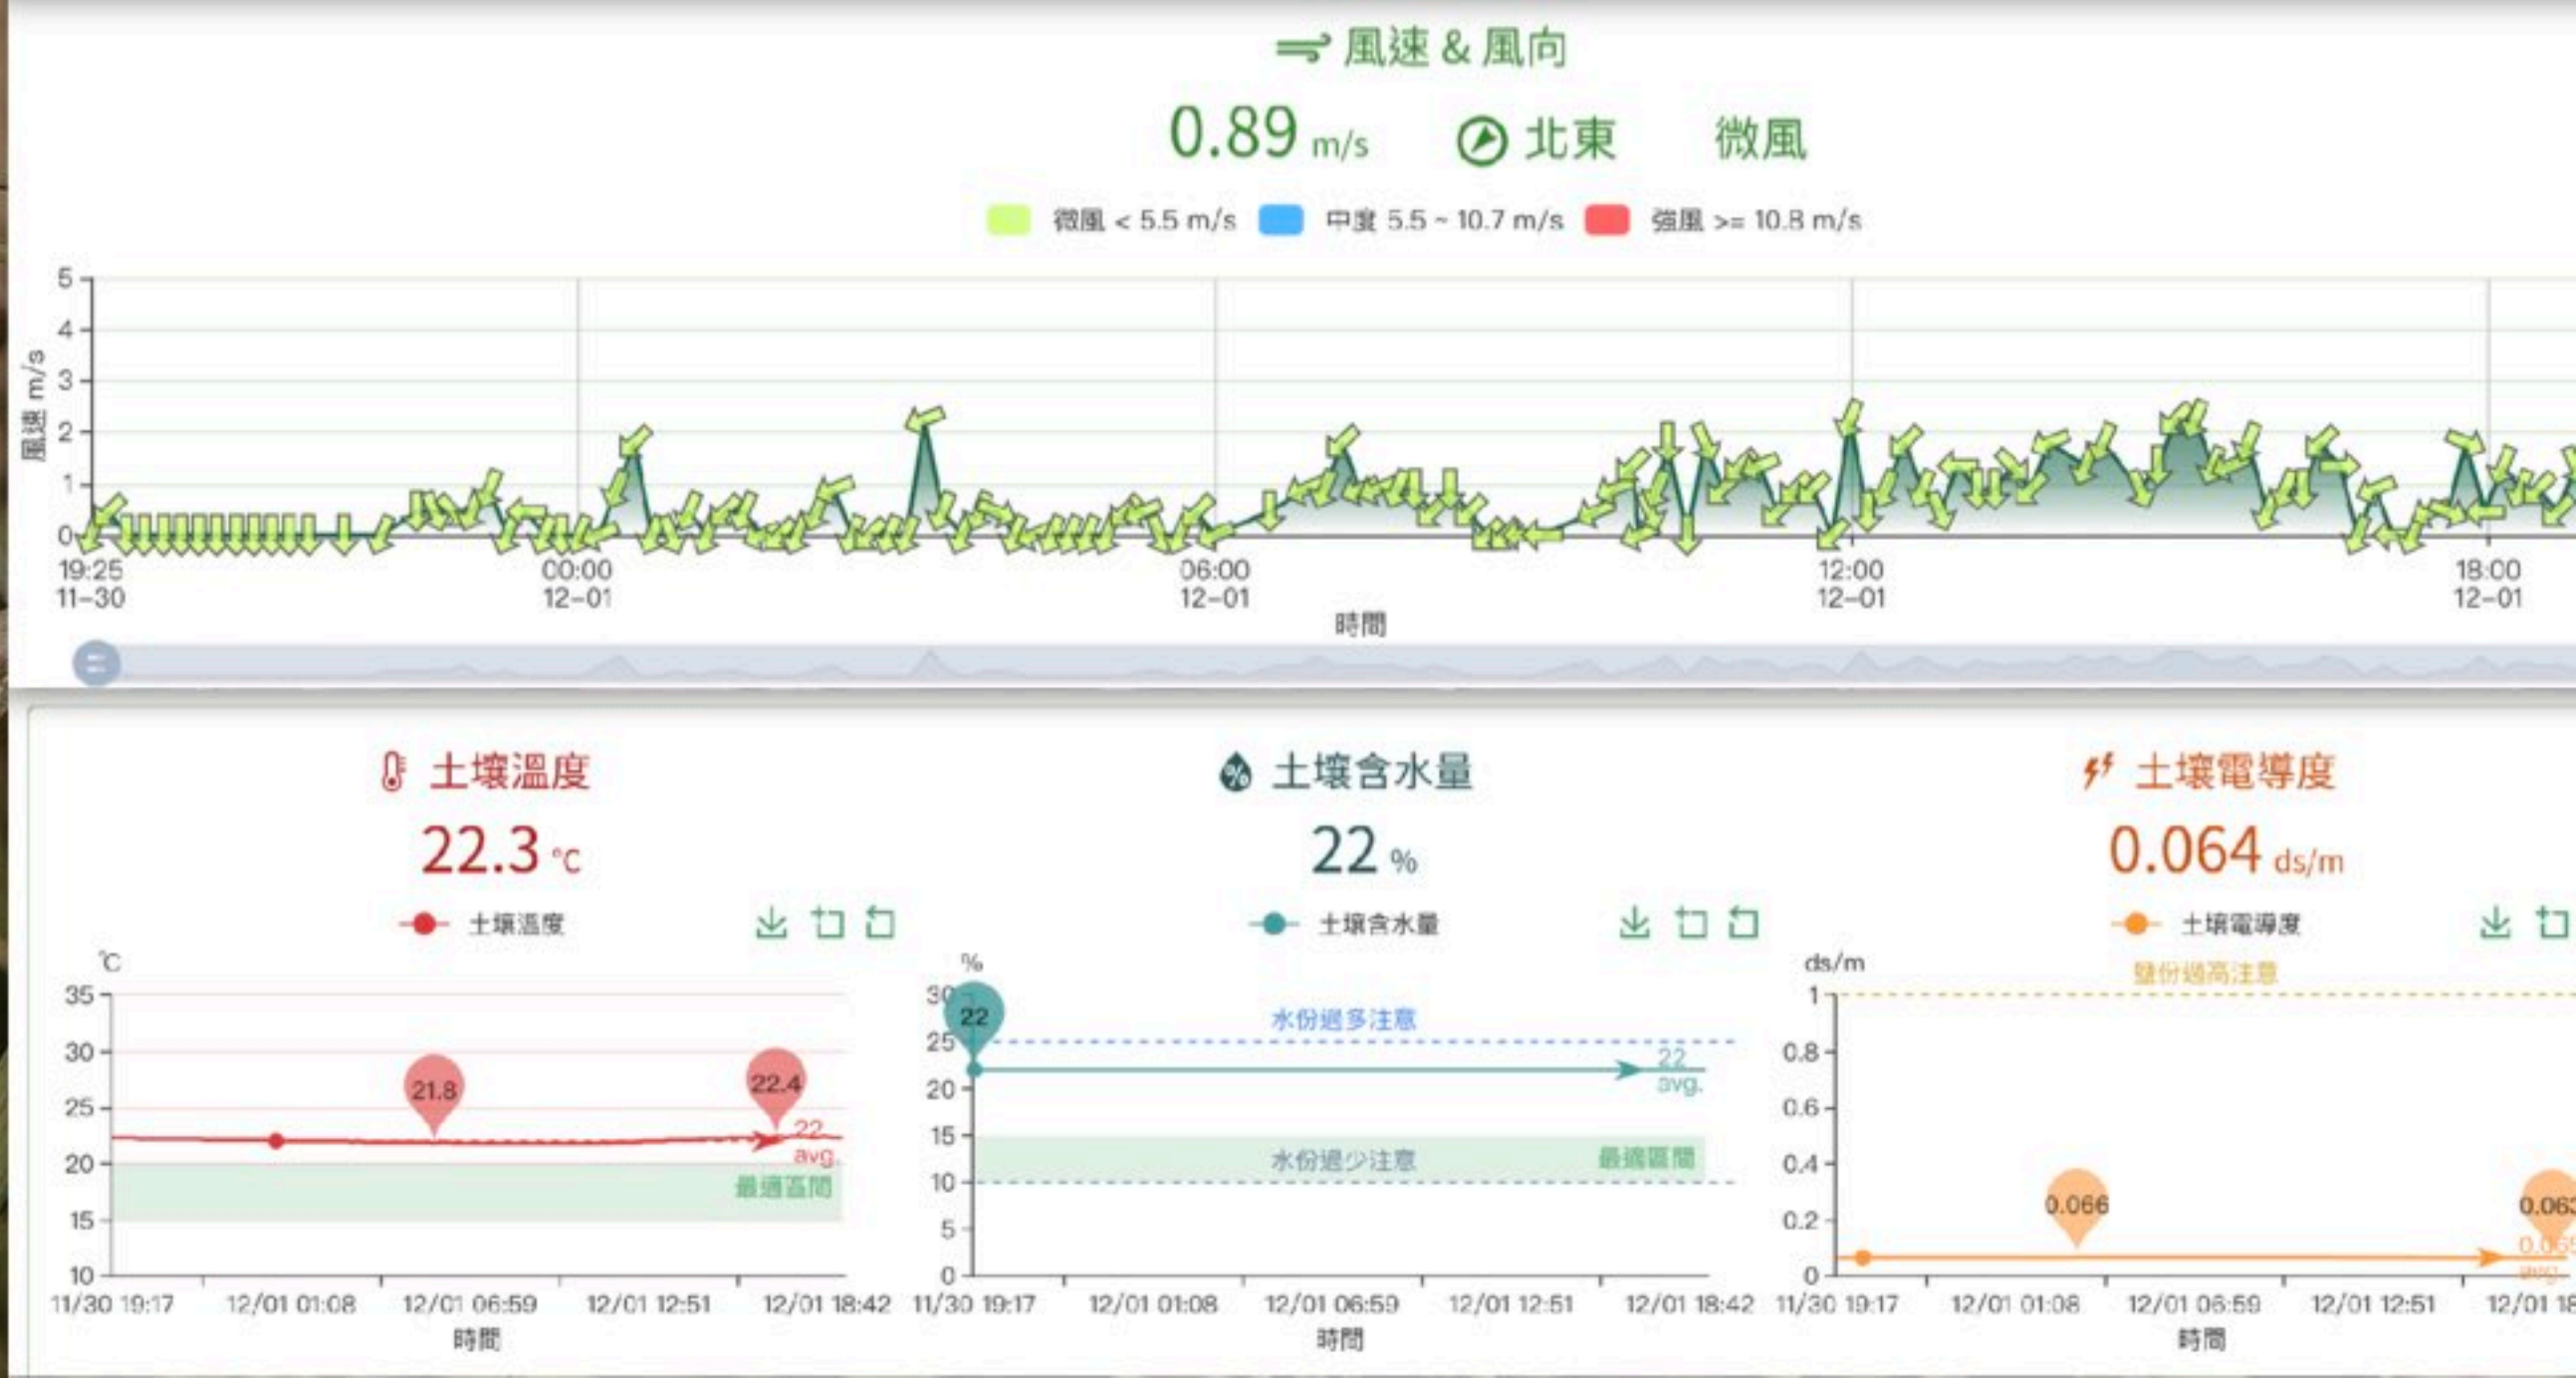 風速 & 風向
0.89 m/s 北東 微風
微風 < 5.5 m/s 中度 5.5 ~ 10.7 m/s 強風 >= 10.8 m/s
風速 m/s
5
4
3
2
1
0
19:25 00:00 06:00 12:00 18:00
11-30 12-01 12-01 12-01 12-01
時間
土壤溫度
22.3 °C
土壤溫度
°C
35
30
25
20
15
10
21.8
22.4
22
avg.
最適區間
11/30 19:17 12/01 01:08 12/01 06:59 12/01 12:51 12/01 18:42
時間
土壤含水量
22 %
土壤含水量
%
30
25
20
15
10
5
0
22
水份過多注意
22
avg.
水份過少注意 最適區間
11/30 19:17 12/01 01:08 12/01 06:59 12/01 12:51 12/01 18:42
時間
土壤電導度
0.064 ds/m
土壤電導度
ds/m
鹽份過高注意
1
0.8
0.6
0.4
0.2
0
0.066
11/30 19:17 12/01 01:08 12/01 06:59 12/01 12:51 12/01
時間